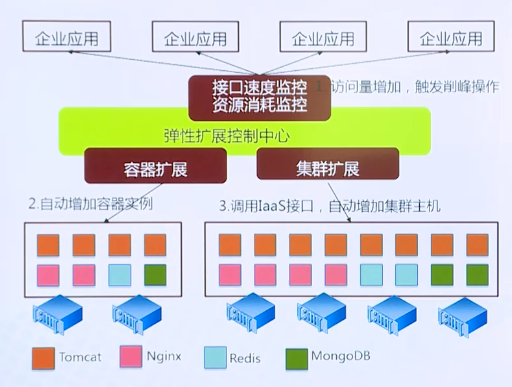 企业应用
企业应用
企业应用
企业应用
接口速度监控
资源消耗监控
1.访问量增加，触发削峰操作
弹性扩展控制中心
容器扩展
集群扩展
2.自动增加容器实例
3.调用IaaS接口，自动增加集群主机
Tomcat
Nginx
Redis
MongoDB